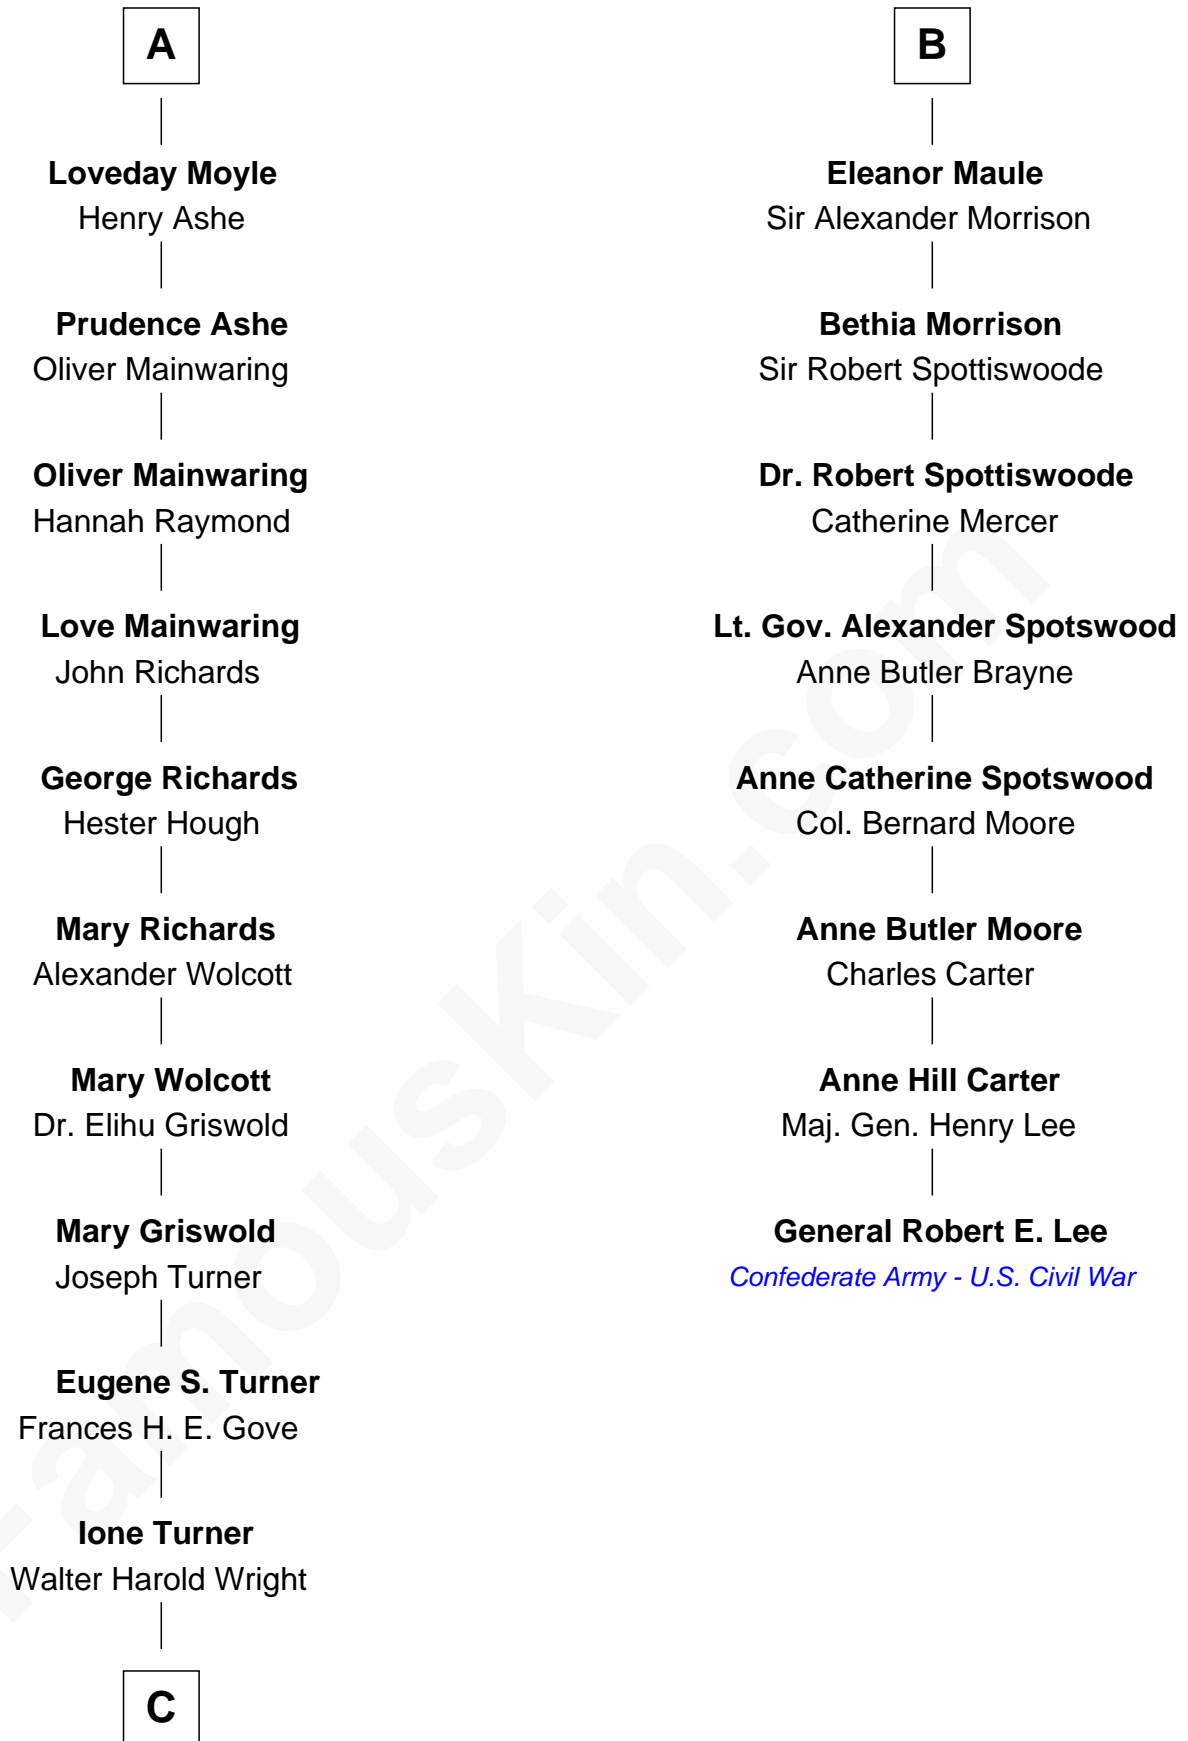 A
Loveday Moyle
Henry Ashe
Prudence Ashe
Oliver Mainwaring
Oliver Mainwaring
Hannah Raymond
Love Mainwaring
John Richards
George Richards
Hester Hough
Mary Richards
Alexander Wolcott
Mary Wolcott
Dr. Elihu Griswold
Mary Griswold
Joseph Turner
Eugene S. Turner
Frances H. E. Gove
Ione Turner
Walter Harold Wright
C
B
Eleanor Maule
Sir Alexander Morrison
Bethia Morrison
Sir Robert Spottiswoode
Dr. Robert Spottiswoode
Catherine Mercer
Lt. Gov. Alexander Spotswood
Anne Butler Brayne
Anne Catherine Spotswood
Col. Bernard Moore
Anne Butler Moore
Charles Carter
Anne Hill Carter
Maj. Gen. Henry Lee
General Robert E. Lee
Confederate Army - U.S. Civil War
FamousKin.com